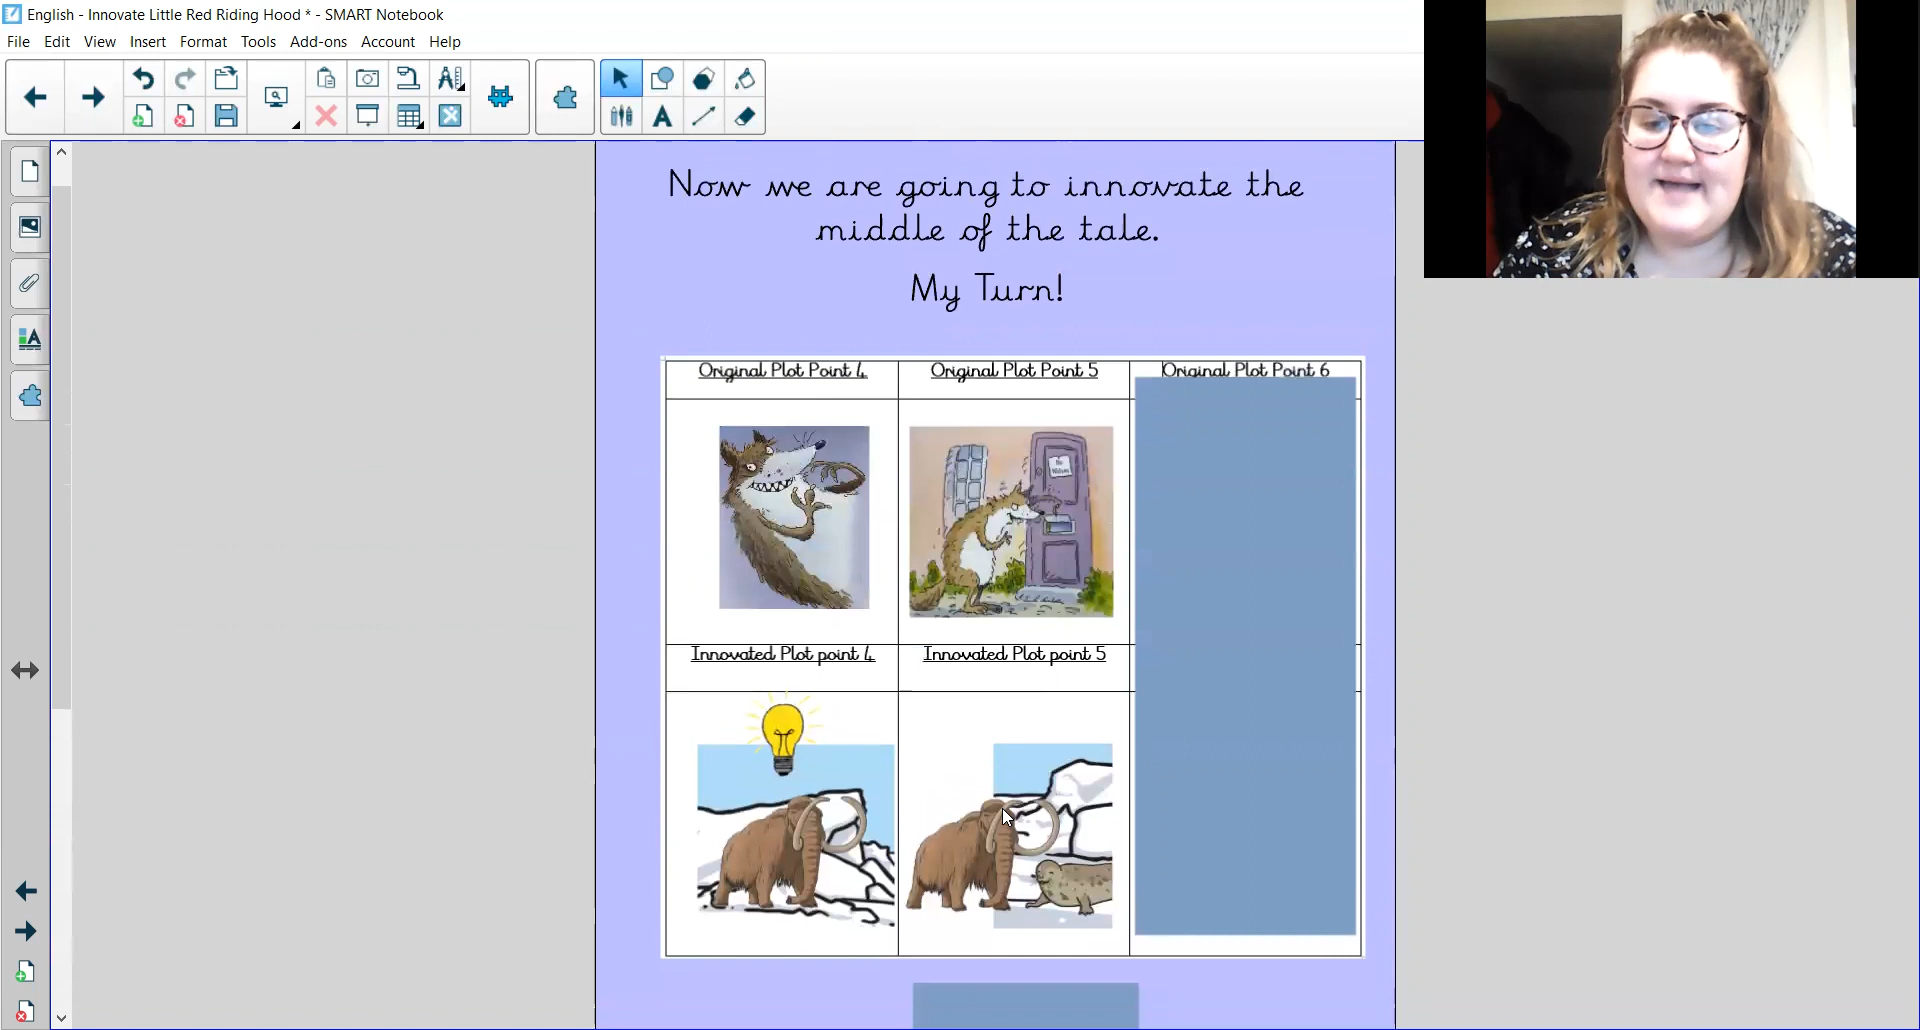 English - Innovate Little Red Riding Hood * - SMART Notebook
File Edit View Insert Format Tools Add-ons Account Help
Now we are going to innovate the
middle of the tale.
My Turn!
Original Plot Point 4
Original Plot Point 5
Original Plot Point 6
No
Wolves
Innovated Plot point 4
Innovated Plot point 5